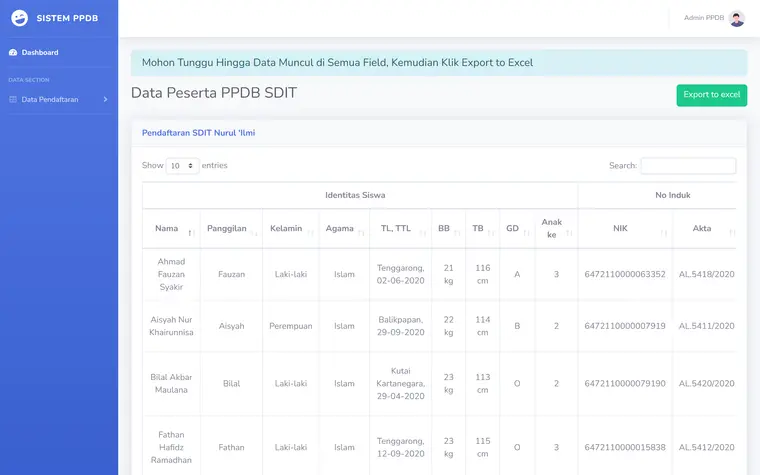 SISTEM PPDB
Admin PPDB
Dashboard
DATA SECTION
Data Pendaftaran
Mohon Tunggu Hingga Data Muncul di Semua Field, Kemudian Klik Export to Excel
Data Peserta PPDB SDIT
Export to excel
Pendaftaran SDIT Nurul 'Ilmi
Show 10 entries
Search:
Identitas Siswa No Induk
Nama Panggilan Kelamin Agama TL, TTL BB TB GD Anak ke NIK Akta
Ahmad Fauzan Syakir Fauzan Laki-laki Islam Tenggarong, 02-06-2020 21 kg 116 cm A 3 6472110000063352 AL.5418/2020
Aisyah Nur Khairunnisa Aisyah Perempuan Islam Balikpapan, 29-09-2020 22 kg 114 cm B 2 6472110000007919 AL.5411/2020
Bilal Akbar Maulana Bilal Laki-laki Islam Kutai Kartanegara, 29-04-2020 23 kg 113 cm O 2 6472110000079190 AL.5420/2020
Fathan Hafidz Ramadhan Fathan Laki-laki Islam Tenggarong, 12-09-2020 23 kg 115 cm O 3 6472110000015838 AL.5412/2020